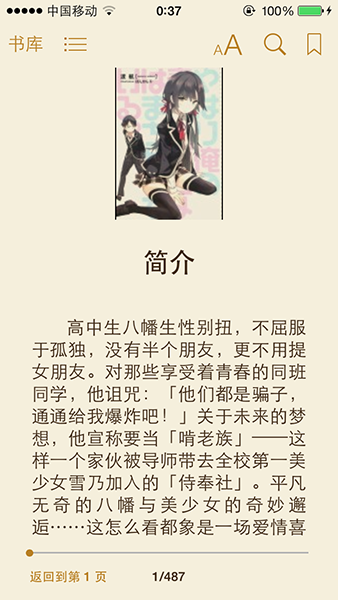 中国移动 0:37 100%
书库 AA
渡 航
简介
高中生八幡生性别扭，不屈服
于孤独，没有半个朋友，更不用提
女朋友。对那些享受着青春的同班
同学，他诅咒：「他们都是骗子，
通通给我爆炸吧！」关于未来的梦
想，他宣称要当「啃老族」——这
样一个家伙被导师带去全校第一美
少女雪乃加入的「侍奉社」。平凡
无奇的八幡与美少女的奇妙邂
逅……这怎么看都象是一场爱情喜
返回到第 1 页 1/487